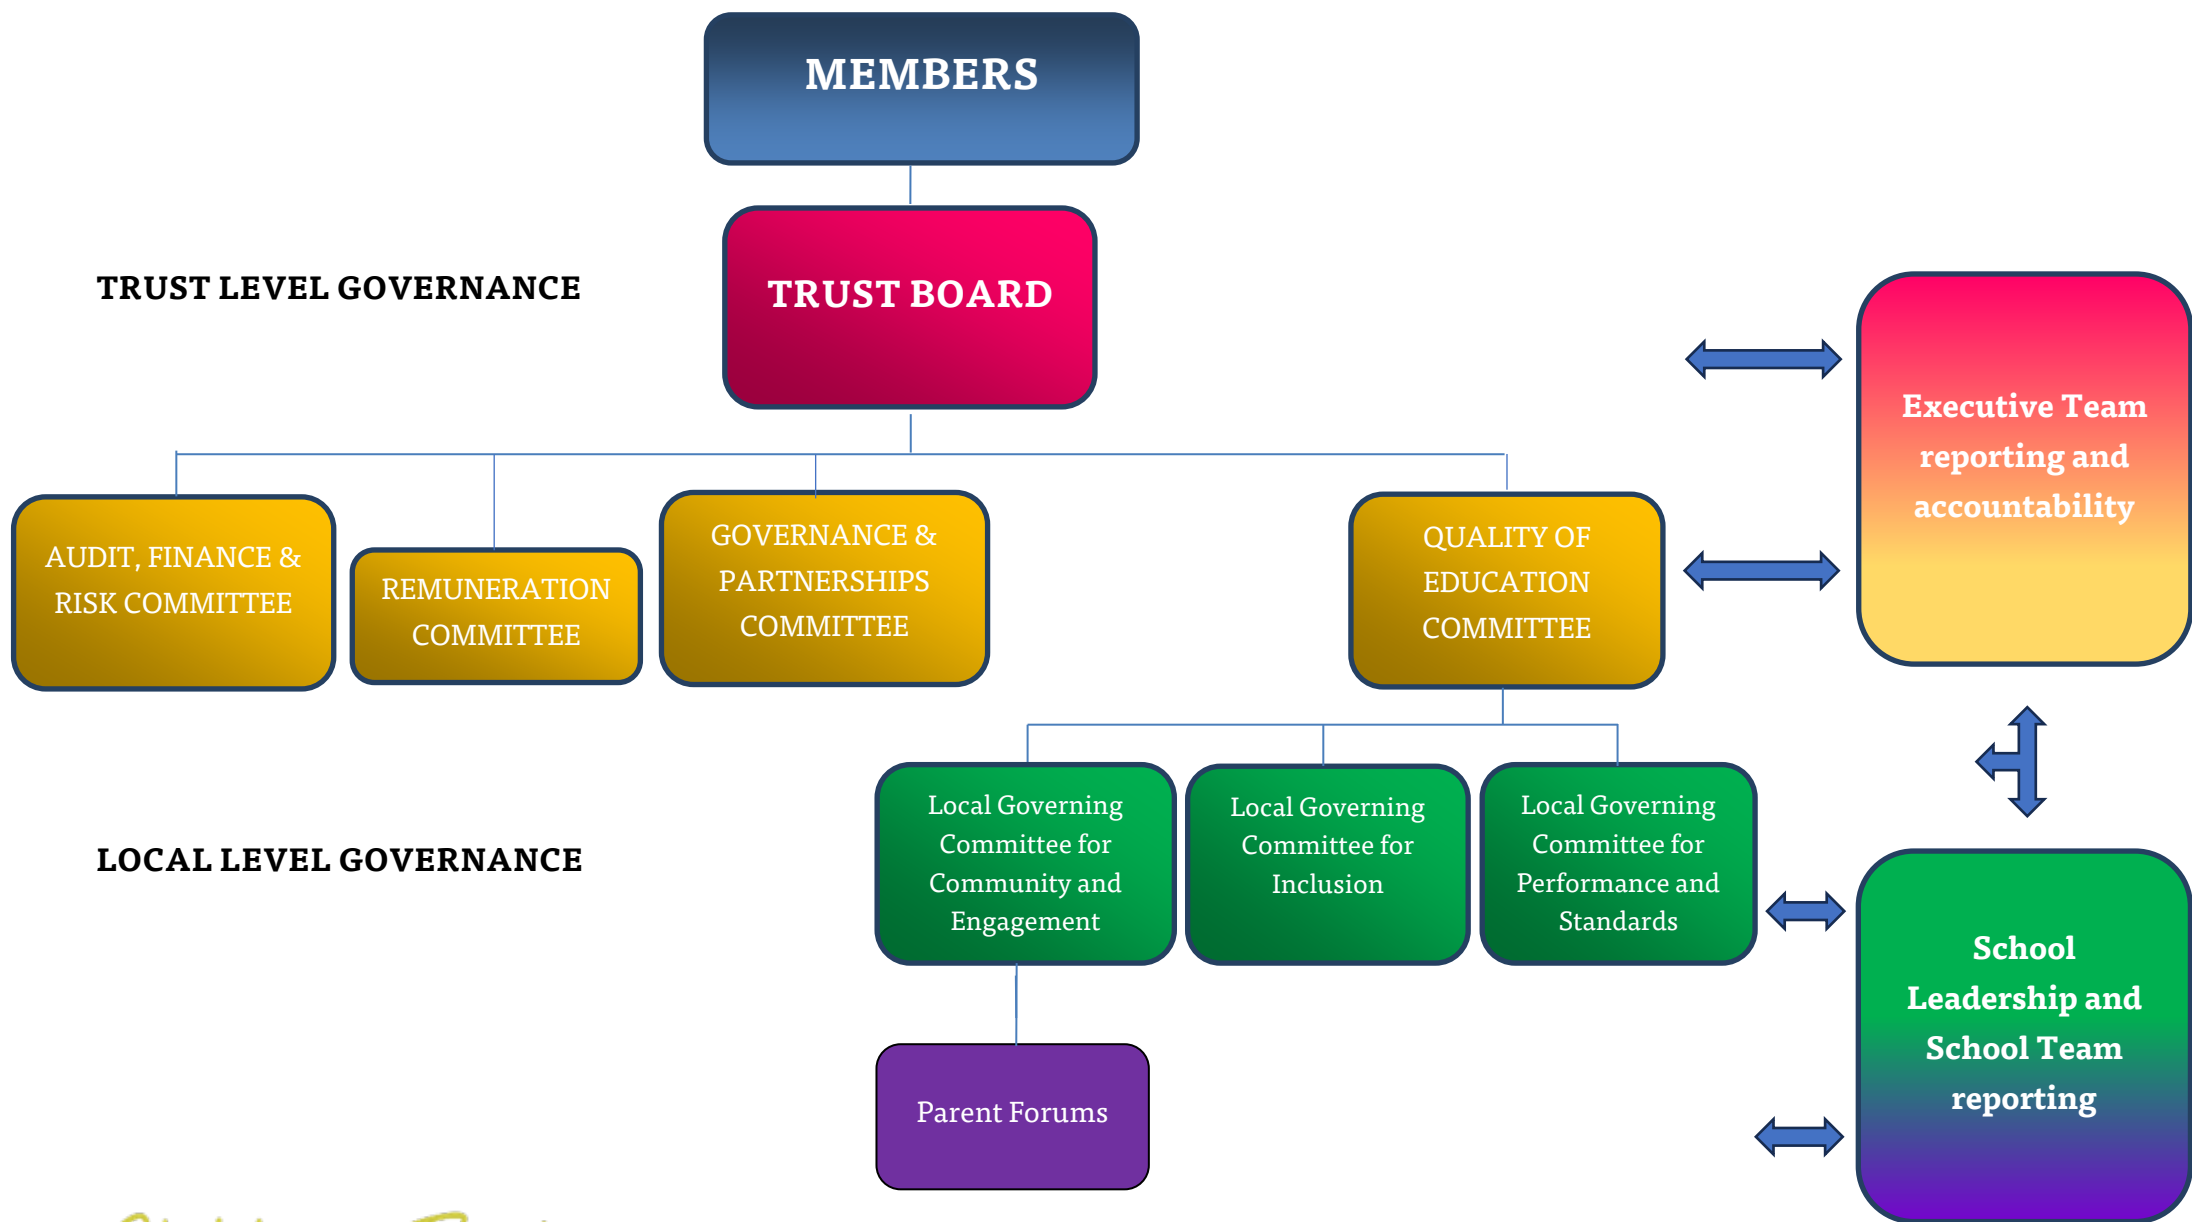 MEMBERS
TRUST LEVEL GOVERNANCE
TRUST BOARD
Executive Team
reporting and
accountability
AUDIT, FINANCE &
RISK COMMITTEE
REMUNERATION
COMMITTEE
GOVERNANCE &
PARTNERSHIPS
COMMITTEE
QUALITY OF
EDUCATION
COMMITTEE
LOCAL LEVEL GOVERNANCE
Local Governing
Committee for
Community and
Engagement
Local Governing
Committee for
Inclusion
Local Governing
Committee for
Performance and
Standards
School
Leadership and
School Team
reporting
Parent Forums